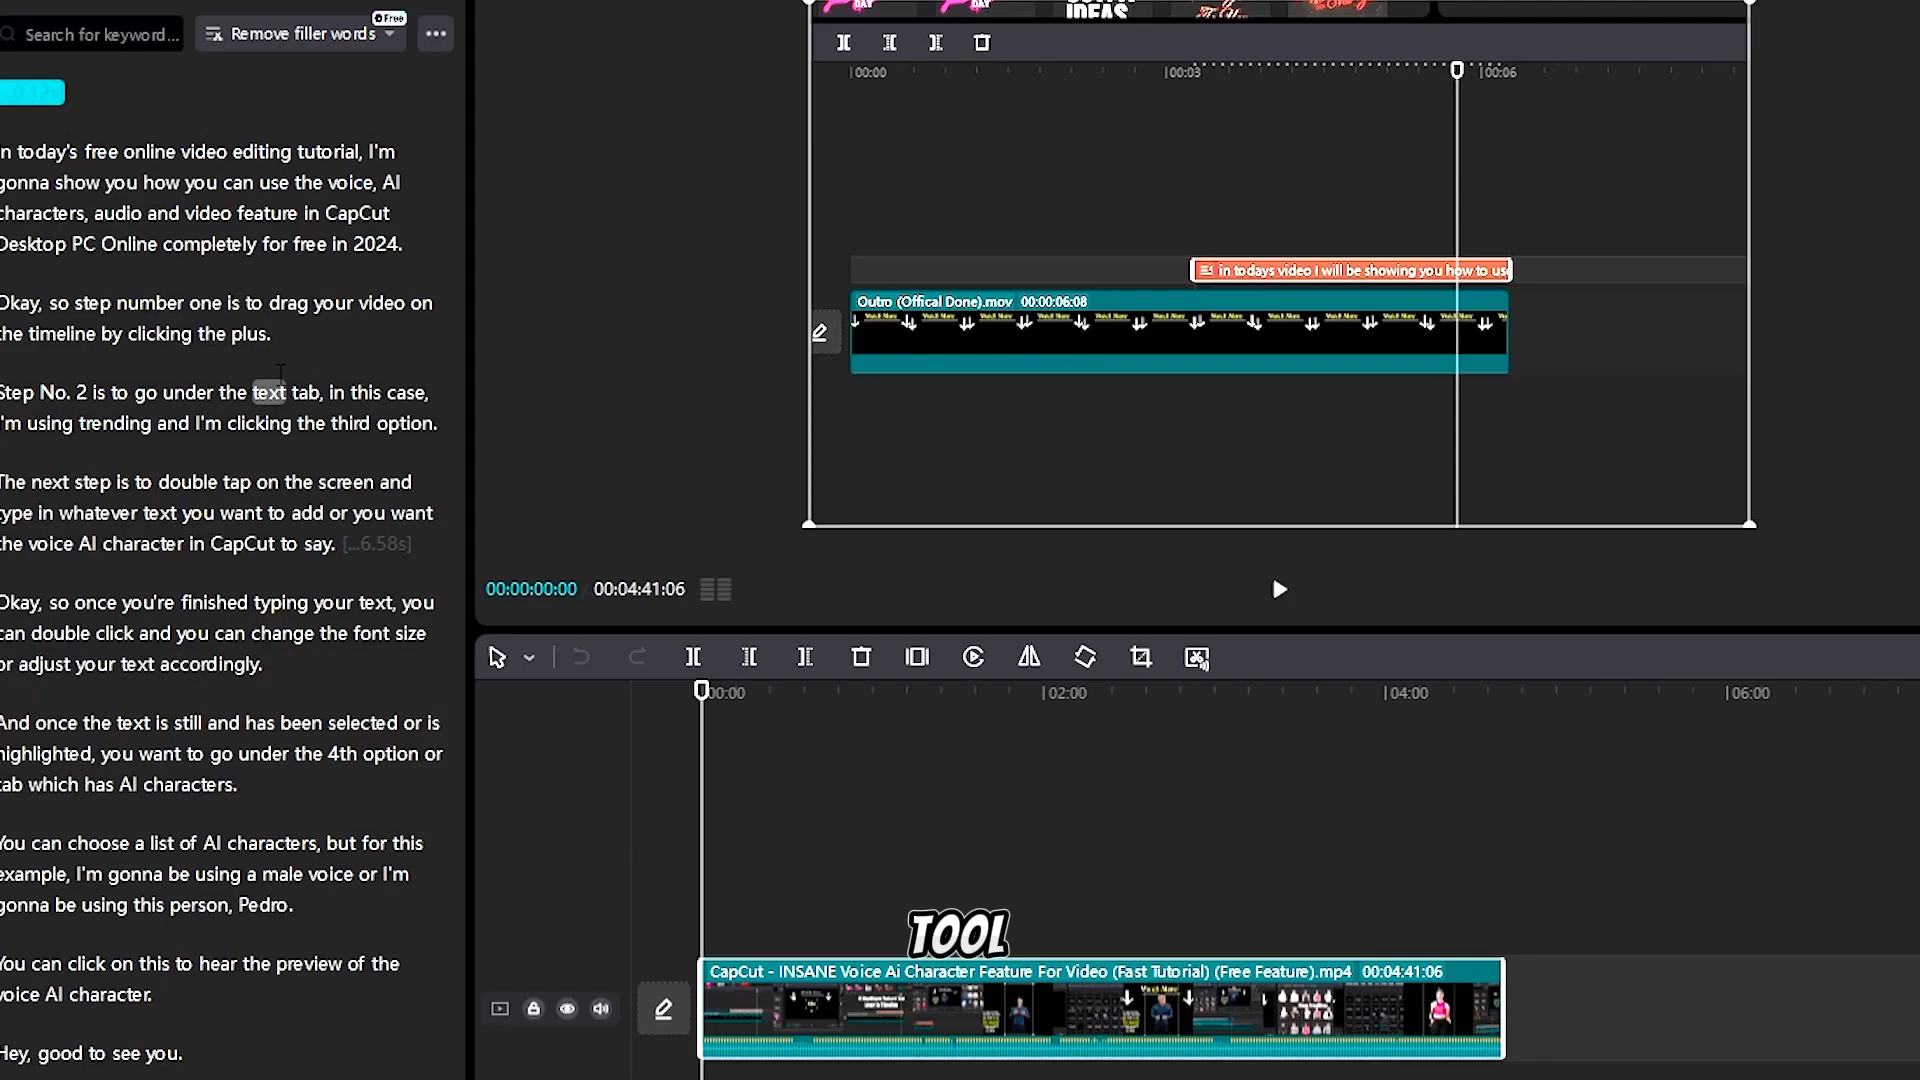 Search for keyword...
Remove filler words
Free
...0.12s
n today's free online video editing tutorial, I'm
gonna show you how you can use the voice, AI
characters, audio and video feature in CapCut
Desktop PC Online completely for free in 2024.
Okay, so step number one is to drag your video on
the timeline by clicking the plus.
Step No. 2 is to go under the text tab, in this case,
I'm using trending and I'm clicking the third option.
The next step is to double tap on the screen and
type in whatever text you want to add or you want
the voice AI character in CapCut to say. [...6.58s]
Okay, so once you're finished typing your text, you
can double click and you can change the font size
or adjust your text accordingly.
And once the text is still and has been selected or is
highlighted, you want to go under the 4th option or
tab which has AI characters.
You can choose a list of AI characters, but for this
example, I'm gonna be using a male voice or I'm
gonna be using this person, Pedro.
You can click on this to hear the preview of the
voice AI character.
Hey, good to see you.
DAY
DAY
IDEAS
00:00
00:03
00:06
in todays video I will be showing you how to use
Outro (Offical Done).mov 00:00:06:08
00:00:00:00 / 00:04:41:06
00:00
02:00
04:00
06:00
TOOL
CapCut - INSANE Voice Ai Character Feature For Video (Fast Tutorial) (Free Feature).mp4 00:04:41:06